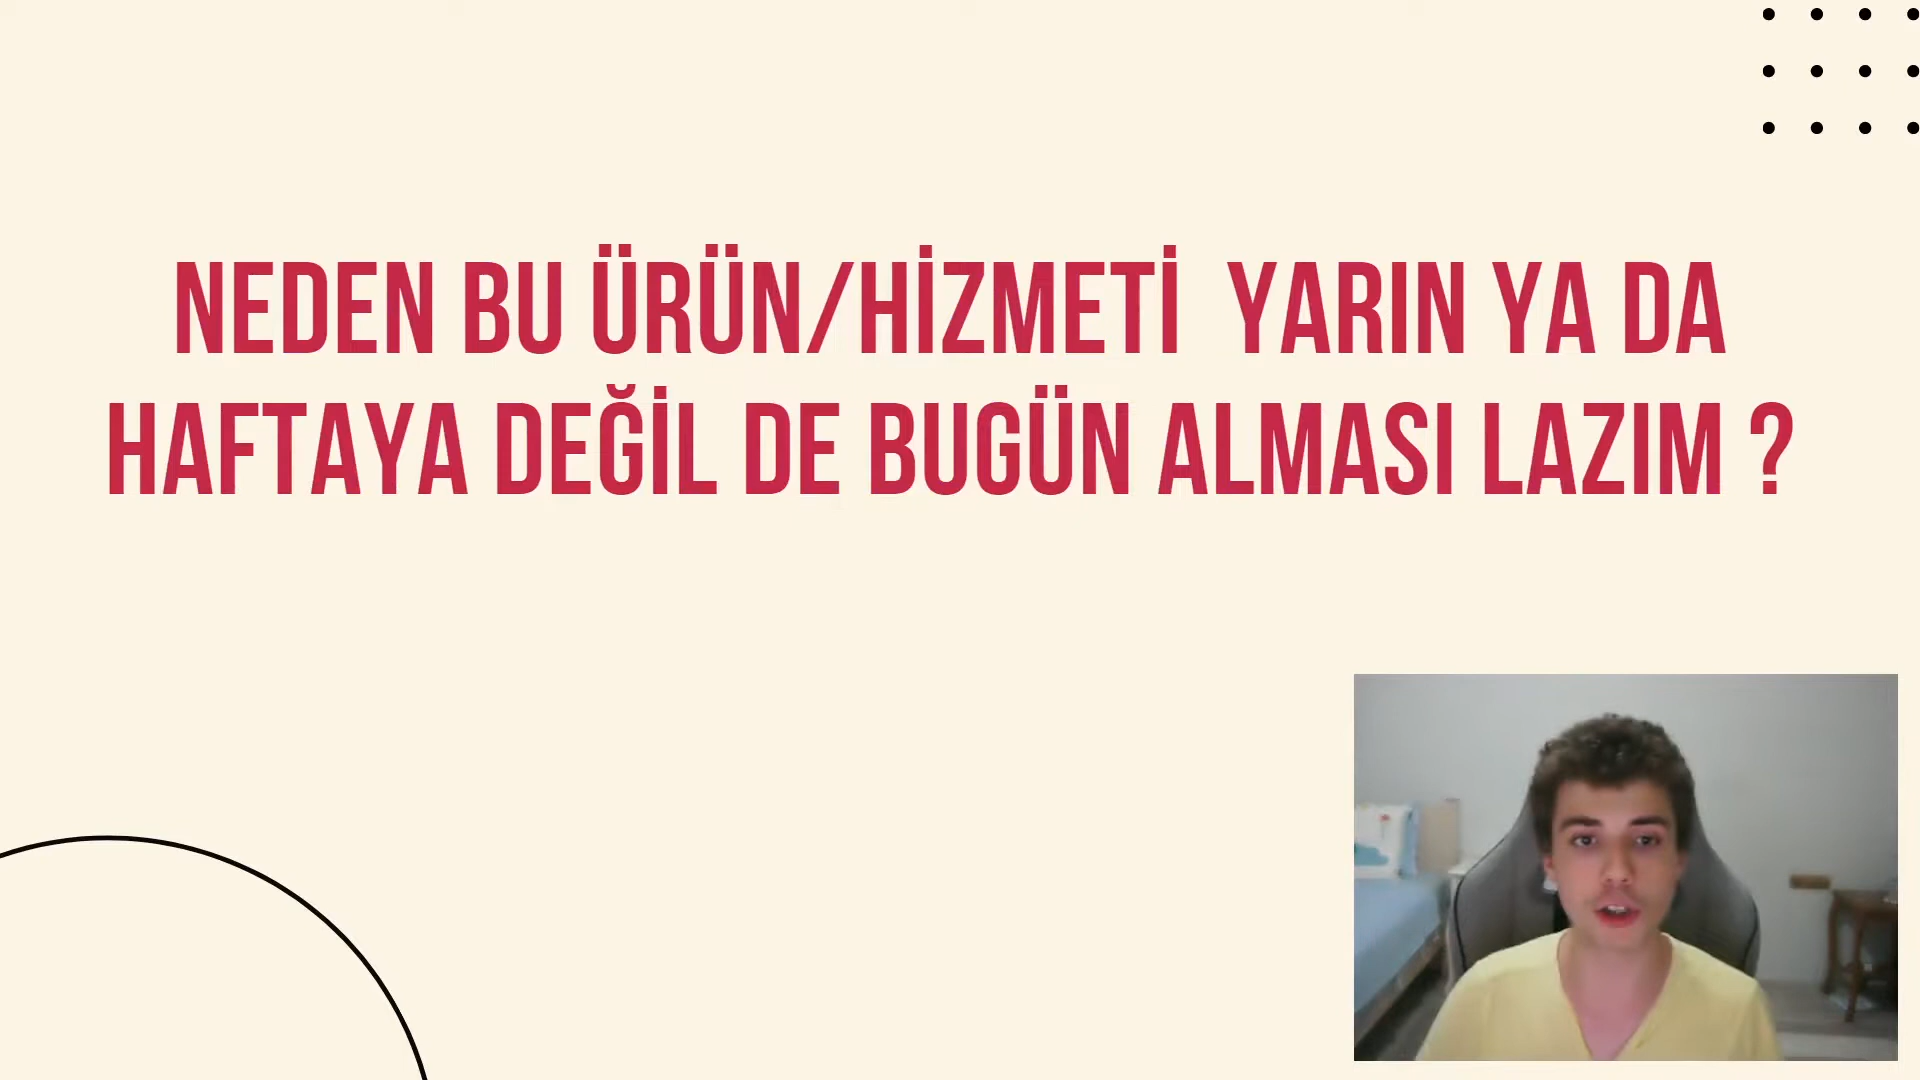 NEDEN BU ÜRÜN/HİZMETİ  YARIN YA DA
HAFTAYA DEĞİL DE BUGÜN ALMASI LAZIM ?